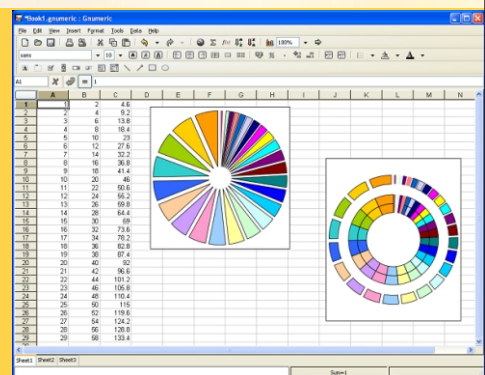 *Book1.gnumeric : Gnumeric
File Edit View Insert Format Tools Data Help
100%
sans 10
A1 = 1
A B C D E F G H I J K L M N
1 1 2 4.6
2 2 4 9.2
3 3 6 13.8
4 4 8 18.4
5 5 10 23
6 6 12 27.6
7 7 14 32.2
8 8 16 36.8
9 9 18 41.4
10 10 20 46
11 11 22 50.6
12 12 24 55.2
13 13 26 59.8
14 14 28 64.4
15 15 30 69
16 16 32 73.6
17 17 34 78.2
18 18 36 82.8
19 19 38 87.4
20 20 40 92
21 21 42 96.6
22 22 44 101.2
23 23 46 105.8
24 24 48 110.4
25 25 50 115
26 26 52 119.6
27 27 54 124.2
28 28 56 128.8
29 29 58 133.4
Sheet1 Sheet2 Sheet3
Sum=1